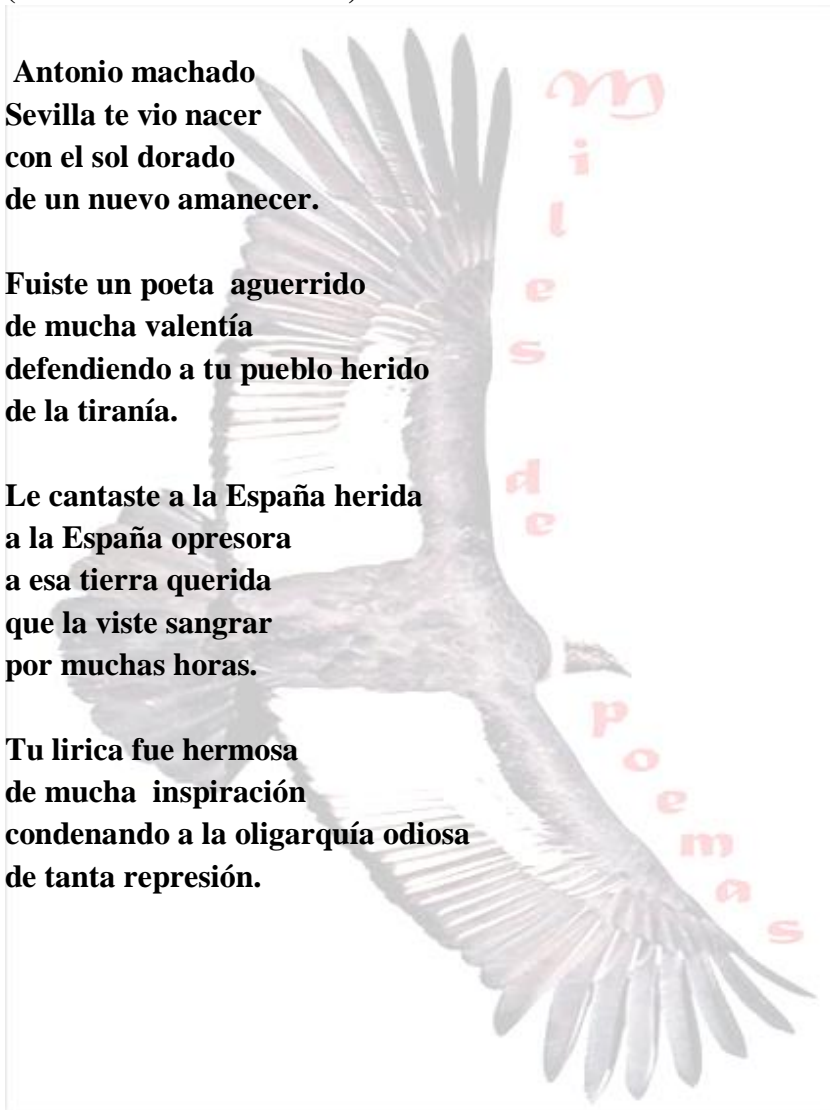 Antonio machado
Sevilla te vio nacer
con el sol dorado
de un nuevo amanecer.
Fuiste un poeta  aguerrido
de mucha valentía
defendiendo a tu pueblo herido
de la tiranía.
Le cantaste a la España herida
a la España opresora
a esa tierra querida
que la viste sangrar
por muchas horas.
Tu lirica fue hermosa
de mucha  inspiración
condenando a la oligarquía odiosa
de tanta represión.
Miles de poemas